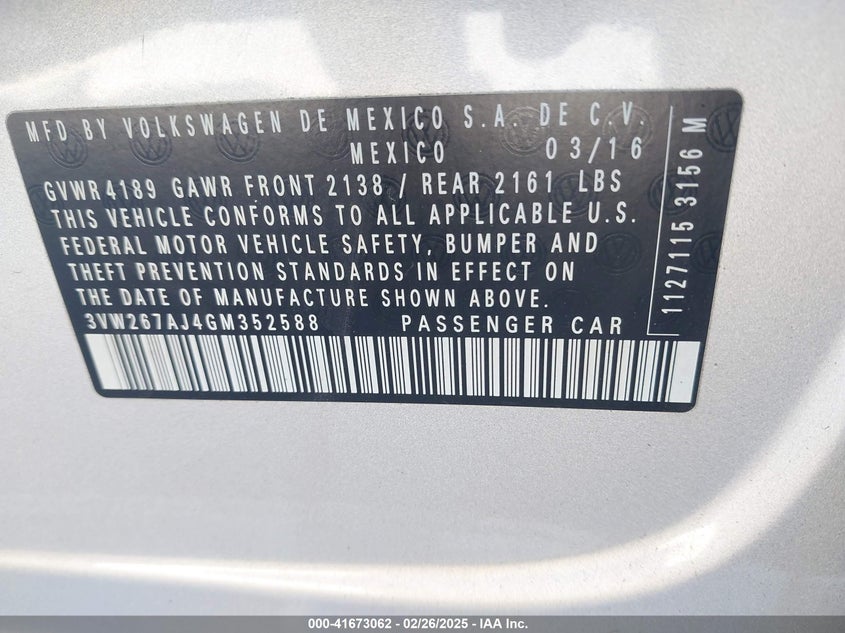 MFD BY VOLKSWAGEN DE MEXICO S.A. DE C.V.
MEXICO 03/16
GVWR4189 GAWR FRONT 2138/ REAR 2161 LBS
THIS VEHICLE CONFORMS TO ALL APPLICABLE U.S.
FEDERAL MOTOR VEHICLE SAFETY, BUMPER AND
THEFT PREVENTION STANDARDS IN EFFECT ON
THE DATE OF MANUFACTURE SHOWN ABOVE.
3VW267AJ4GM352588 PASSENGER CAR
1127115 3156 M
000-41673062 - 02/26/2025 - IAA Inc.